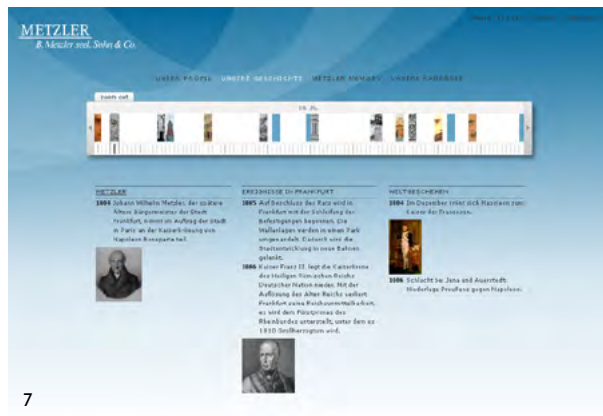 METZLER
B. Metzler seel. Sohn & Co.
UNSER PROFIL UNSERE GESCHICHTE METZLER
METZLER
1804 Johann Wilhelm Metzler, der spätere
Ältere Bürgermeister der Stadt
Frankfurt, nimmt im Auftrag der Stadt
in Paris an der Kaiserkrönung von
Napoleon Bonaparte teil.
EREIGNISSE IN FRANKFURT
1805 Auf Beschluss des Rats wird in
Frankfurt mit der Schleifung der
Befestigungen begonnen. Die
Wallanlagen werden in einen Park
umgewandelt. Dadurch wird die
Stadtentwicklung in neue Bahnen
gelenkt.
1806 Kaiser Franz II. legt die Kaiserkrone
des Heiligen Römischen Reichs
Deutscher Nation nieder. Mit der
Auflösung des Alten Reichs verliert
Frankfurt seine Reichsunmittelbarkeit,
es wird dem Fürstprimas des
Rheinbundes unterstellt, unter dem es
1810 Großherzogtum wird.
WELTGESCHEHEN
1804 Im Dezember krönt sich Napoleon zum
Kaiser der Franzosen.
1806 Schlacht bei Jena und Auerstedt:
Niederlage Preußens gegen Napoleon.
7